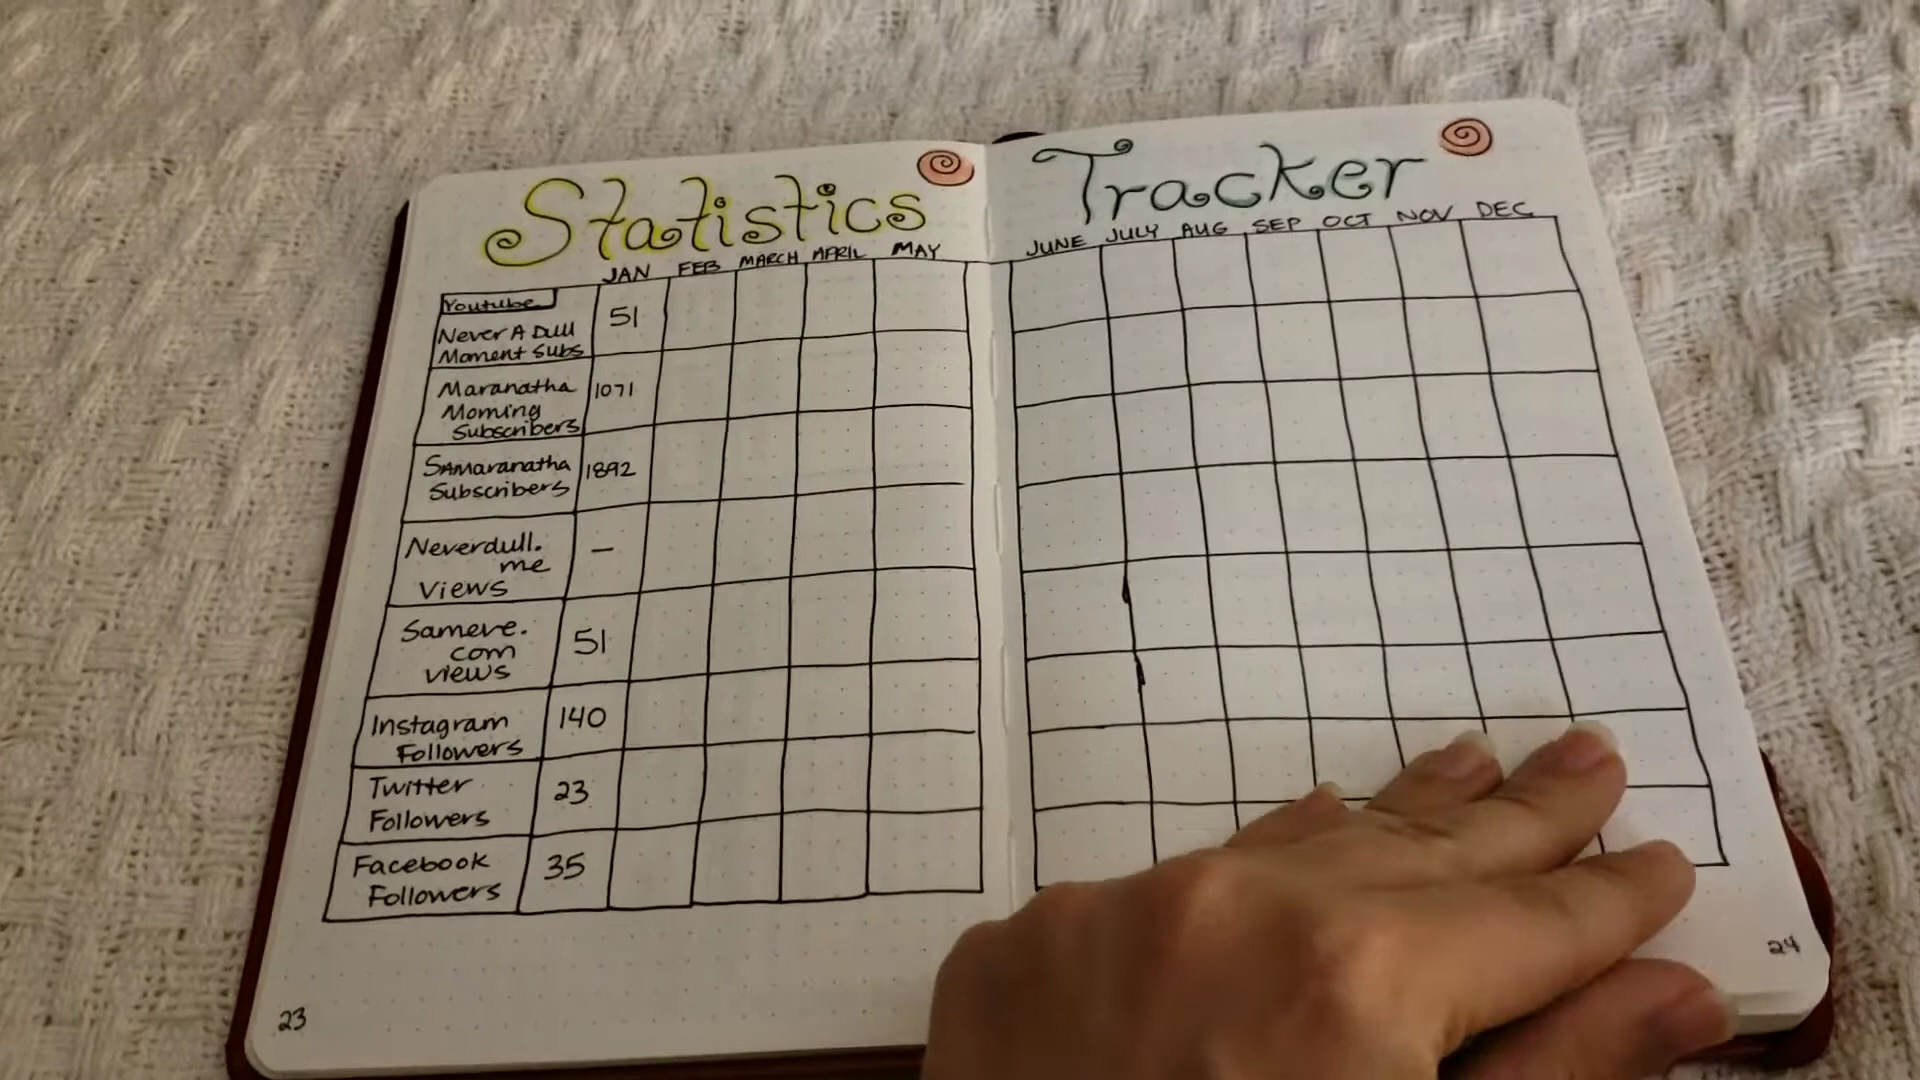 Statistics Tracker
JAN FEB MARCH APRIL MAY JUNE JULY AUG SEP OCT NOV DEC
Youtube
Never A Dull
Moment Subs
51
Maranatha
Morning
Subscribers
1071
SAMaranatha
Subscribers
1892
Neverdull.
me
Views
—
Sameve.
com
views
51
Instagram
Followers
140
Twitter
Followers
23
Facebook
Followers
35
23
24